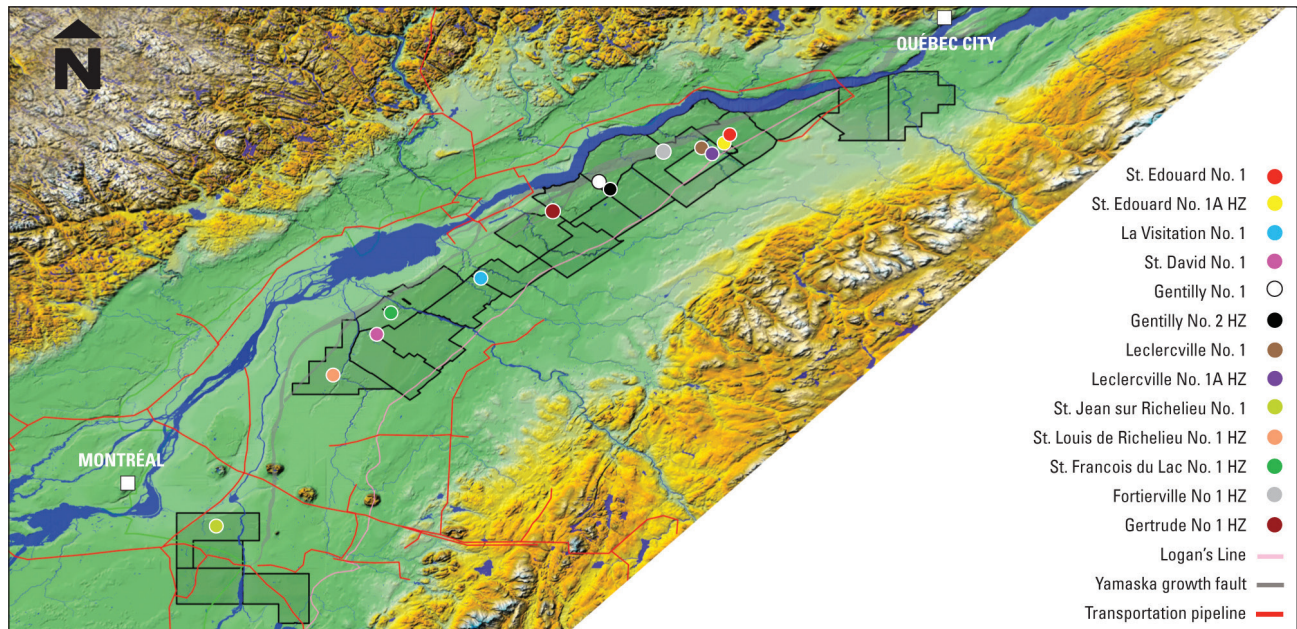 N
QUÉBEC CITY
MONTRÉAL
St. Edouard No. 1
St. Edouard No. 1A HZ
La Visitation No. 1
St. David No. 1
Gentilly No. 1
Gentilly No. 2 HZ
Leclercville No. 1
Leclercville No. 1A HZ
St. Jean sur Richelieu No. 1
St. Louis de Richelieu No. 1 HZ
St. Francois du Lac No. 1 HZ
Fortierville No 1 HZ
Gertrude No 1 HZ
Logan's Line
Yamaska growth fault
Transportation pipeline